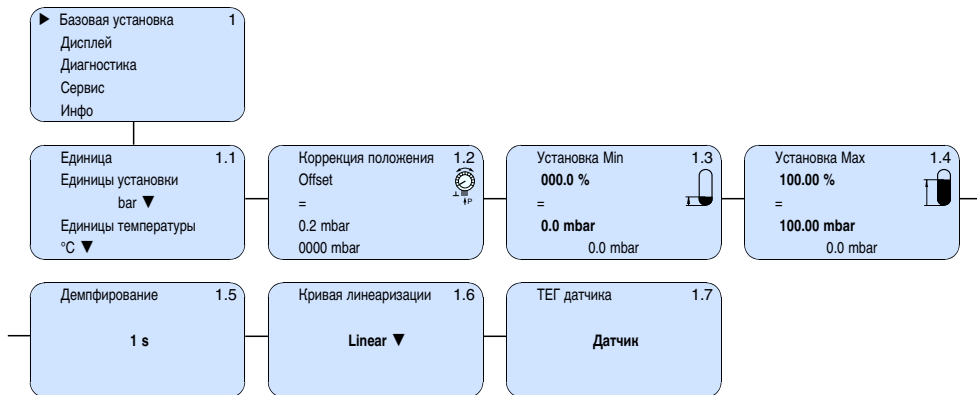 ▶ Базовая установка 1
Дисплей
Диагностика
Сервис
Инфо
Единица 1.1
Единицы установки
bar ▼
Единицы температуры
°C ▼
Коррекция положения 1.2
Offset
=
0.2 mbar
0000 mbar
P
Установка Min 1.3
000.0 %
=
0.0 mbar
0.0 mbar
Установка Max 1.4
100.00 %
=
100.00 mbar
0.0 mbar
Демпфирование 1.5
1 s
Кривая линеаризации 1.6
Linear ▼
ТЕГ датчика 1.7
Датчик